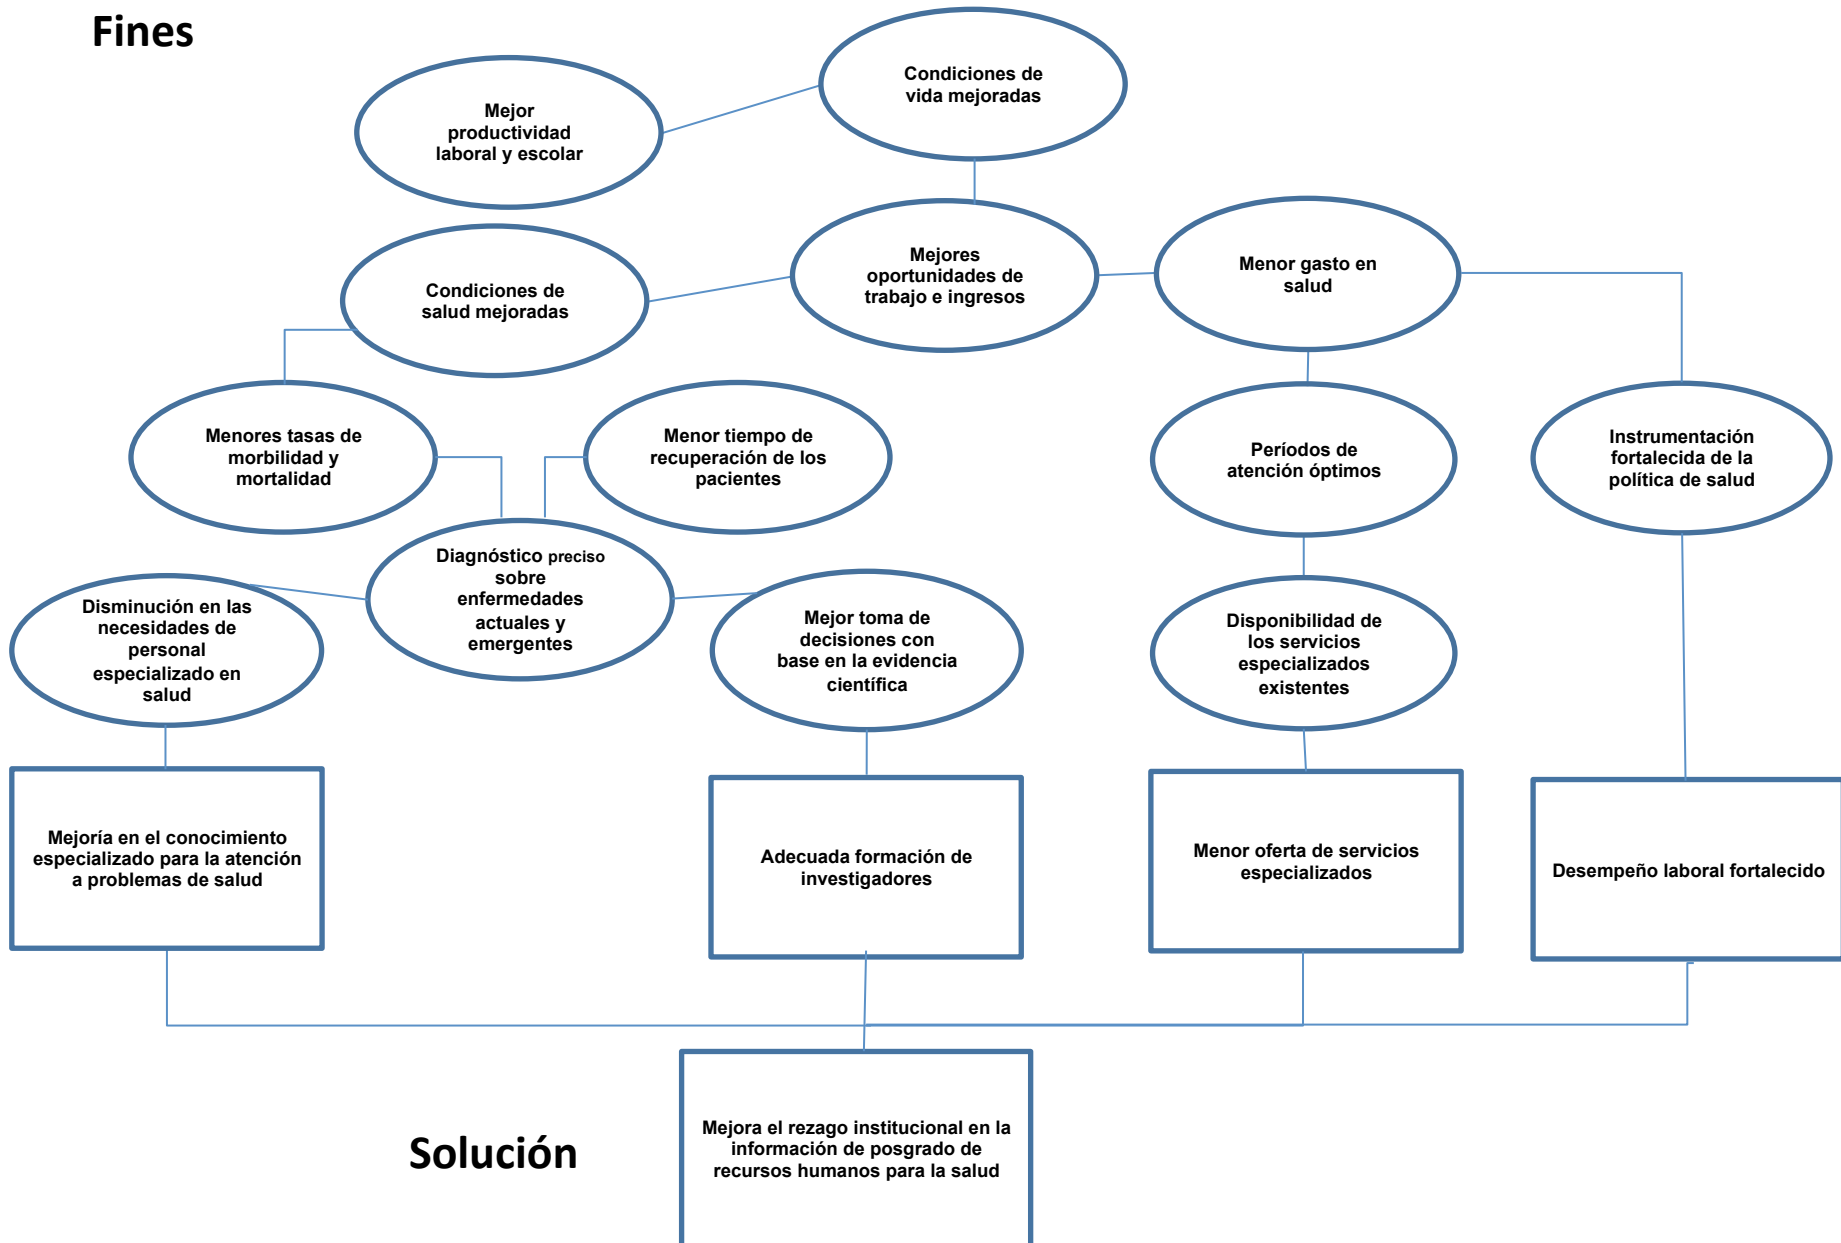 Fines
Condiciones de
vida mejoradas
Mejor
productividad
laboral y escolar
Mejores
oportunidades de
trabajo e ingresos
Menor gasto en
salud
Condiciones de
salud mejoradas
Menores tasas de
morbilidad y
mortalidad
Menor tiempo de
recuperación de los
pacientes
Períodos de
atención óptimos
Instrumentación
fortalecida de la
política de salud
Diagnóstico preciso
sobre
enfermedades
actuales y
emergentes
Disminución en las
necesidades de
personal
especializado en
salud
Mejor toma de
decisiones con
base en la evidencia
científica
Disponibilidad de
los servicios
especializados
existentes
Mejoría en el conocimiento
especializado para la atención
a problemas de salud
Adecuada formación de
investigadores
Menor oferta de servicios
especializados
Desempeño laboral fortalecido
Solución
Mejora el rezago institucional en la
información de posgrado de
recursos humanos para la salud